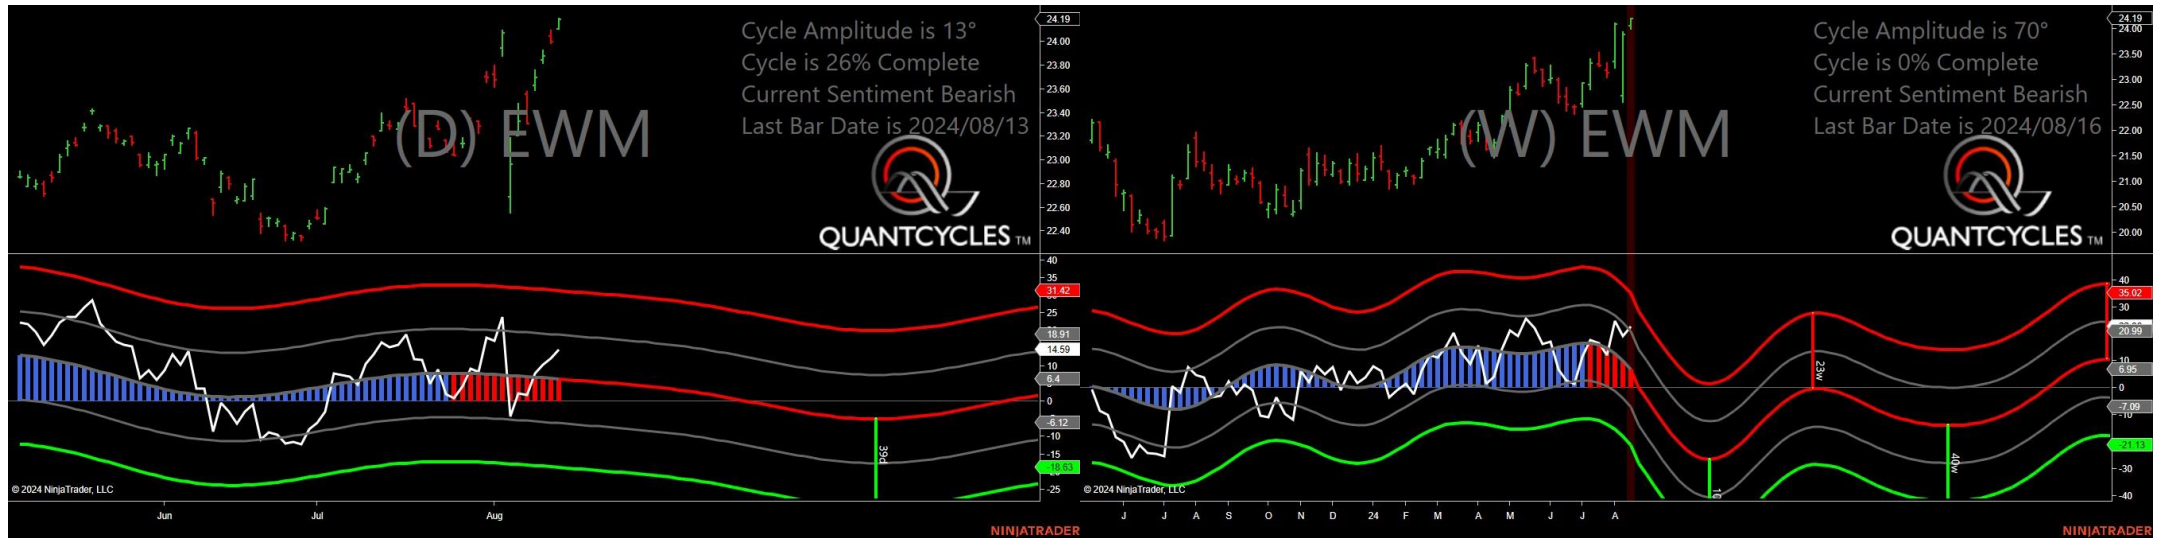 Cycle Amplitude is 13°
Cycle is 26% Complete
Current Sentiment Bearish
Last Bar Date is 2024/08/13
(D) EWM
QUANTCYCLES TM
24.19
24.00
23.80
23.60
23.40
23.20
23.00
22.80
22.60
22.40
40
35
31.42
25
18.91
14.59
6.4
0
-6.12
-10
-15
-18.63
-25
39d
© 2024 NinjaTrader, LLC
Jun
Jul
Aug
NINJATRADER
Cycle Amplitude is 70°
Cycle is 0% Complete
Current Sentiment Bearish
Last Bar Date is 2024/08/16
(W) EWM
QUANTCYCLES TM
24.19
24.00
23.50
23.00
22.50
22.00
21.50
21.00
20.50
20.00
40
35.02
30
20.99
10
6.95
0
-7.09
-10
-21.13
-30
-40
23w
40w
10
© 2024 NinjaTrader, LLC
J
J
A
S
O
N
D
24
F
M
A
M
J
J
A
NINJATRADER